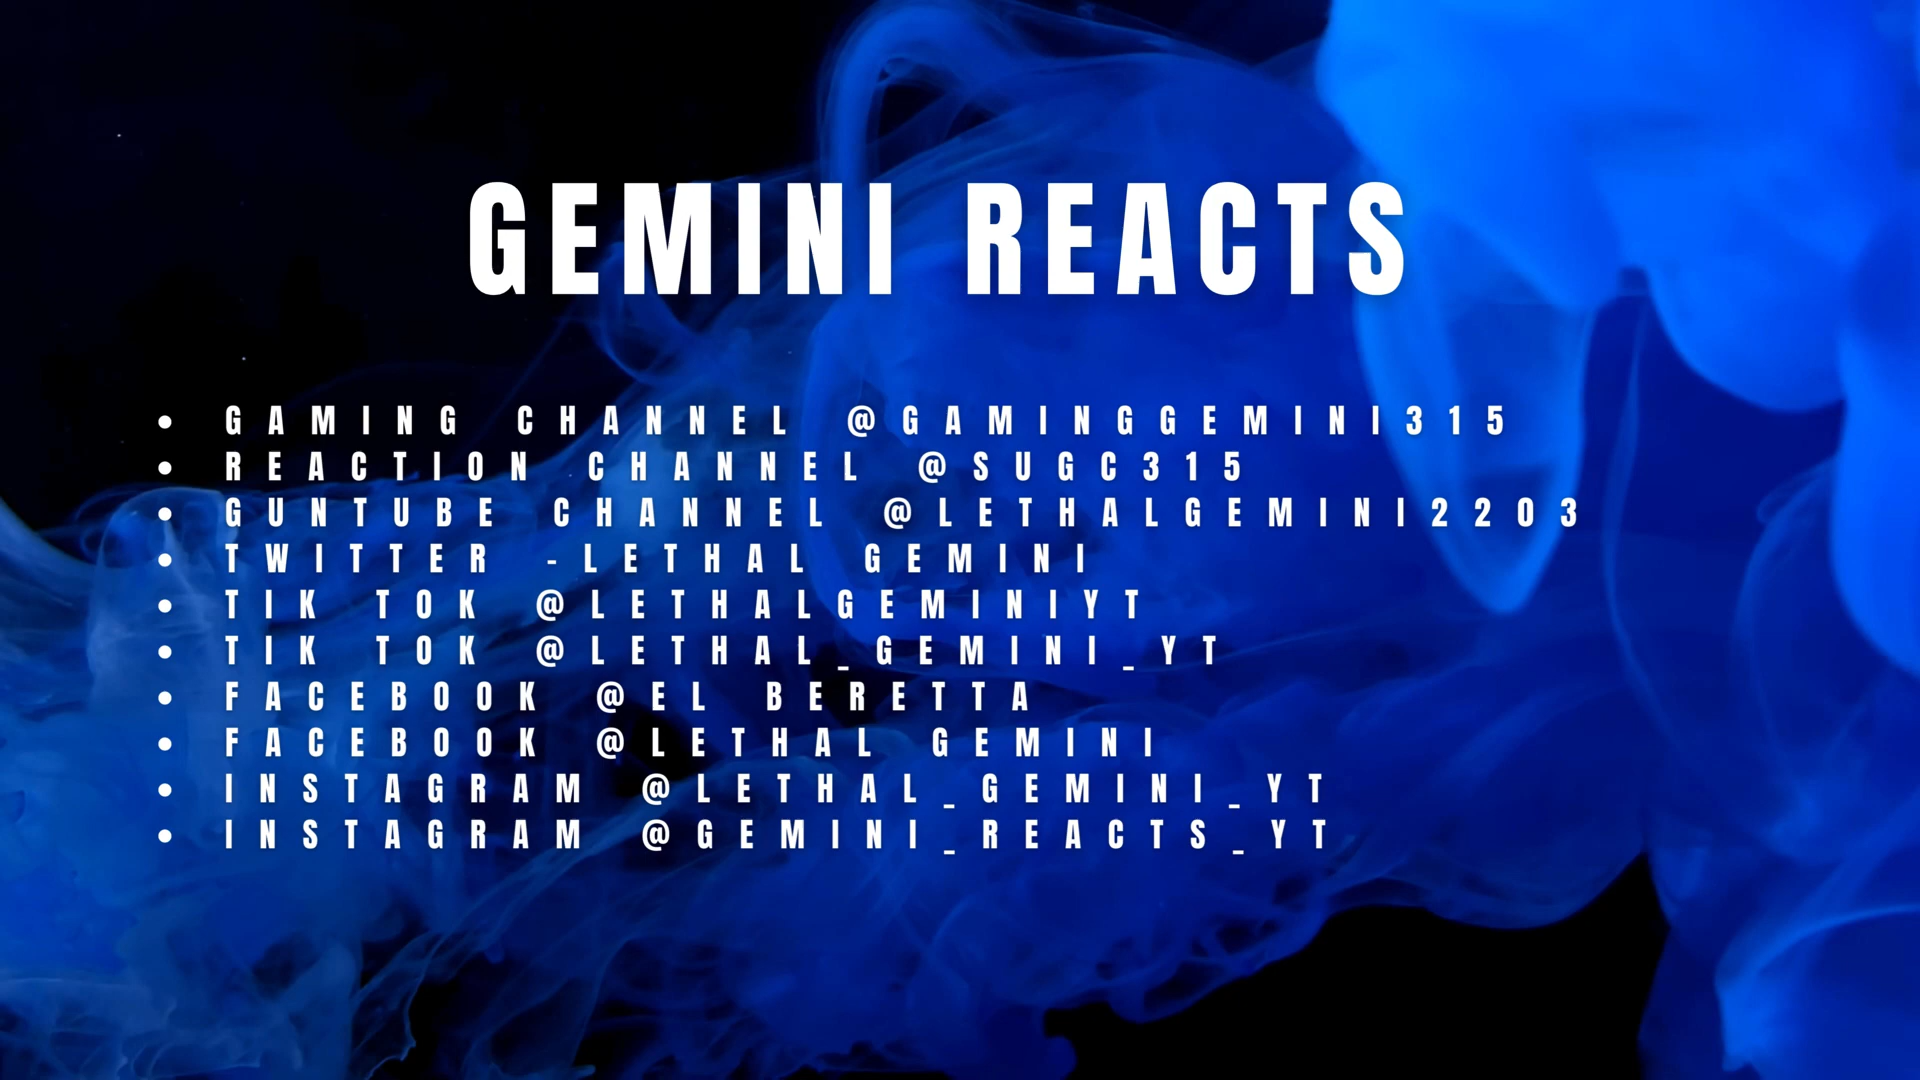 GEMINI REACTS
• GAMING CHANNEL @GAMINGGEMINI315
• REACTION CHANNEL @SUGC315
• GUNTUBE CHANNEL @LETHALGEMINI2203
• TWITTER -LETHAL GEMINI
• TIK TOK @LETHALGEMINIYT
• TIK TOK @LETHAL_GEMINI_YT
• FACEBOOK @EL BERETTA
• FACEBOOK @LETHAL GEMINI
• INSTAGRAM @LETHAL_GEMINI_YT
• INSTAGRAM @GEMINI_REACTS_YT